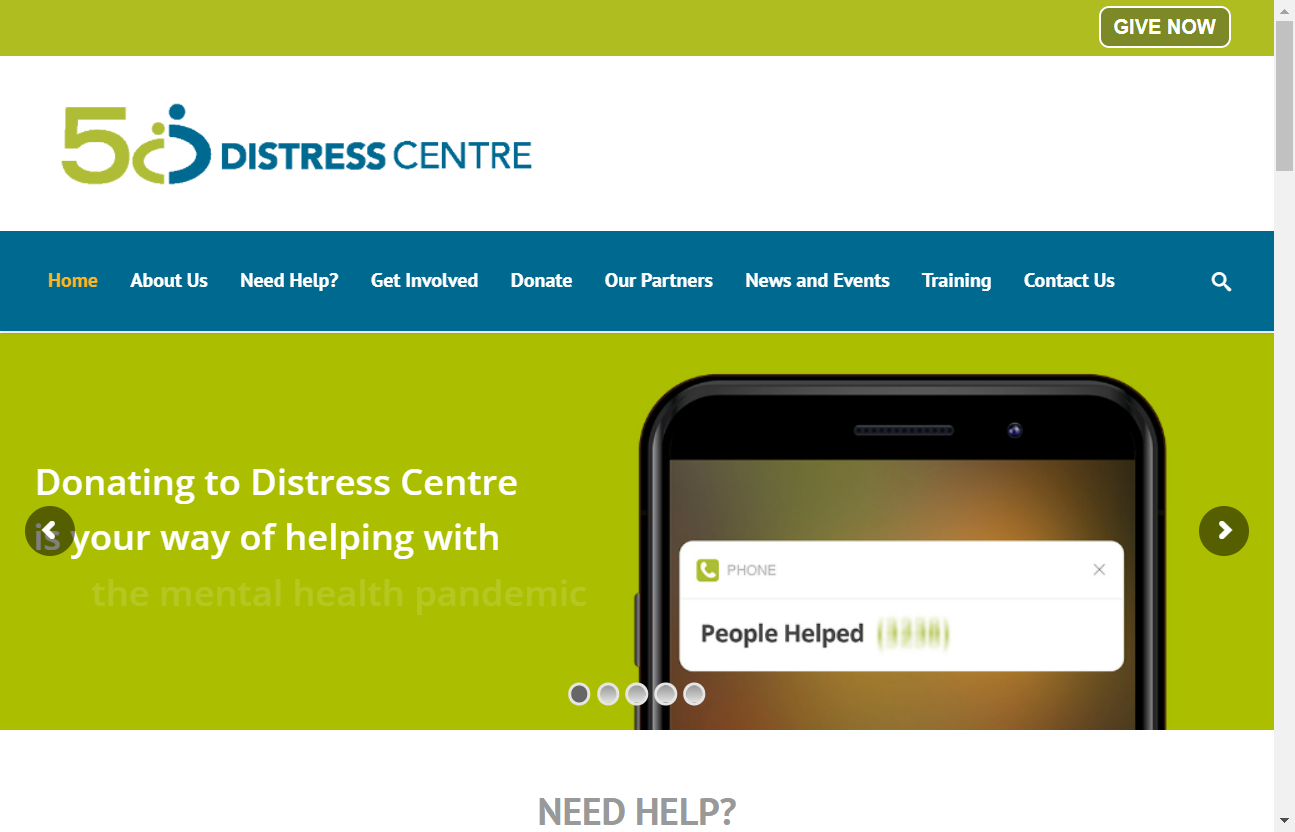 GIVE NOW
50 DISTRESS CENTRE
Home About Us Need Help? Get Involved Donate Our Partners News and Events Training Contact Us
Donating to Distress Centre
is your way of helping with
the mental health pandemic
PHONE
People Helped
NEED HELP?